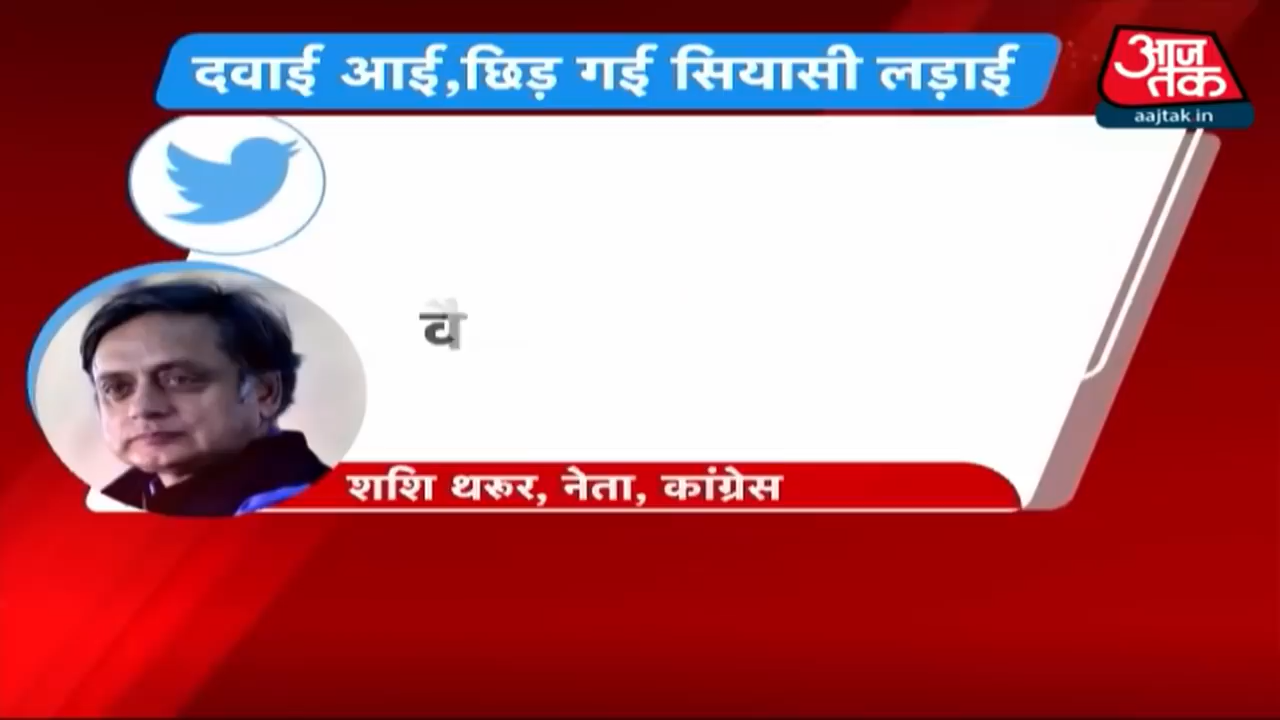 दवाई आई,छिड़ गई सियासी लड़ाई
आज
तक
aajtak.in
शशि थरूर, नेता, कांग्रेस